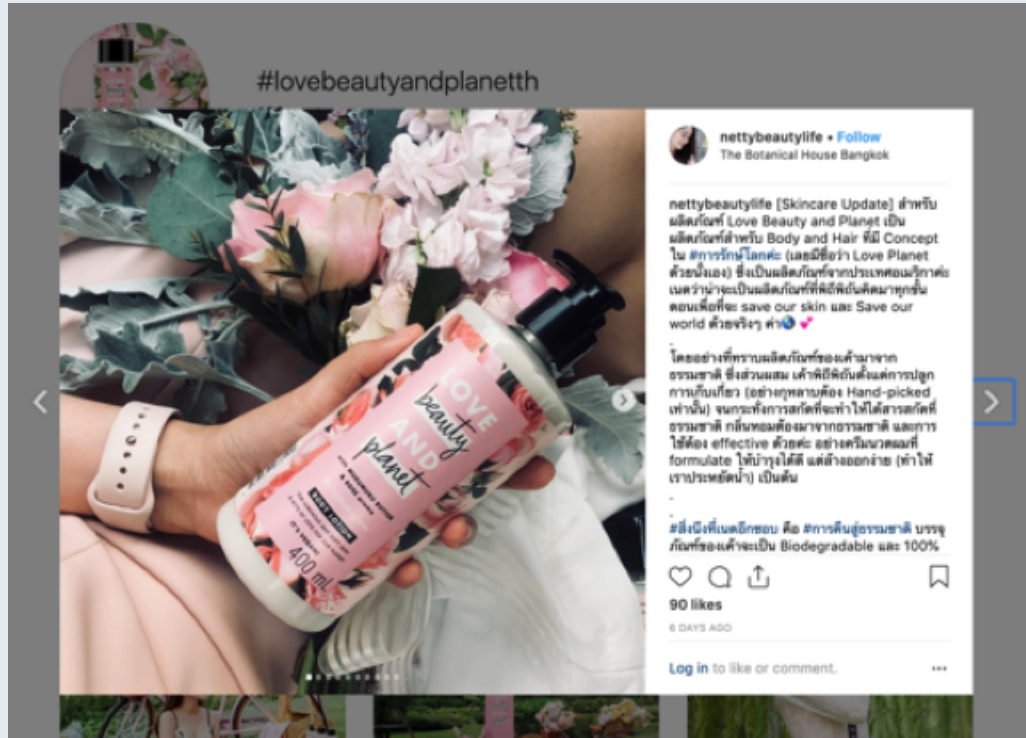 #lovebeautyandplanetth
nettybeautylife • Follow
The Botanical House Bangkok
nettybeautylife [Skincare Update] สำหรับ
ผลิตภัณฑ์ Love Beauty and Planet เป็น
ผลิตภัณฑ์สำหรับ Body and Hair ที่มี Concept
ใน #การรักษ์โลกค่ะ (เลยมีชื่อว่า Love Planet
ด้วยนั่งเอง) ซึ่งเป็นผลิตภัณฑ์จากประเทศอเมริกาค่ะ
เนตว่าน่าจะเป็นผลิตภัณฑ์ที่พิถีพิถันคิดมาทุกขั้น
ตอนเพื่อที่จะ save our skin และ Save our
world ด้วยจริงๆ ค่า🌏 💕
.
โดยอย่างที่ทราบผลิตภัณฑ์ของเค้ามาจาก
ธรรมชาติ ซึ่งส่วนผสม เค้าพิถีพิถันตั้งแต่การปลูก
การเก็บเกี่ยว (อย่างกุหลาบต้อง Hand-picked
เท่านั้น) จนกระทั่งการสกัดที่จะทำให้ได้สารสกัดที่
ธรรมชาติ กลิ่นหอมต้องมาจากธรรมชาติ และการ
ใช้ต้อง effective ด้วยค่ะ อย่างครีมนวดผมที่
formulate ให้บำรุงได้ดี แต่ล้างออกง่าย (ทำให้
เราประหยัดน้ำ) เป็นต้น
.
.
#สิ่งนึงที่เนตอีกชอบ คือ #การคืนสู่ธรรมชาติ บรรจุ
ภัณฑ์ของเค้าจะเป็น Biodegradable และ 100%
90 likes
6 DAYS AGO
Log in to like or comment.
LOVE
beauty
AND
planet
& rose
body lotion
400 ml